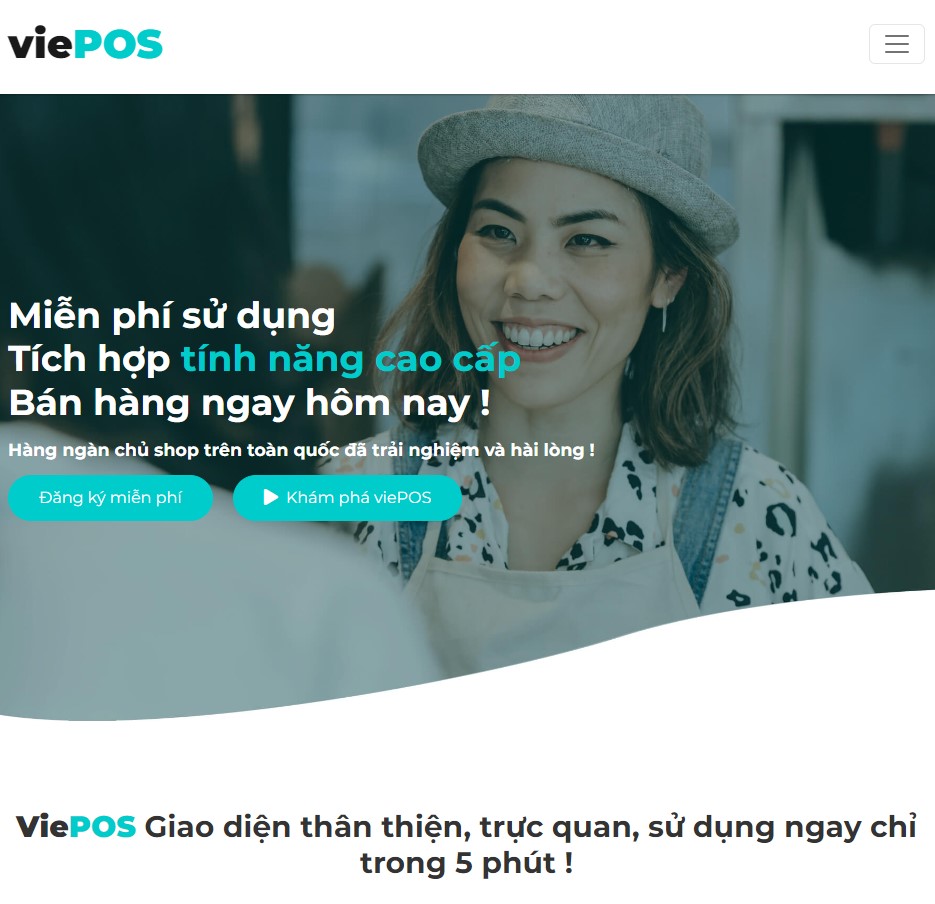 viePOS
Miễn phí sử dụng
Tích hợp tính năng cao cấp
Bán hàng ngay hôm nay !
Hàng ngàn chủ shop trên toàn quốc đã trải nghiệm và hài lòng !
Đăng ký miễn phí
Khám phá viePOS
ViePOS Giao diện thân thiện, trực quan, sử dụng ngay chỉ
trong 5 phút !